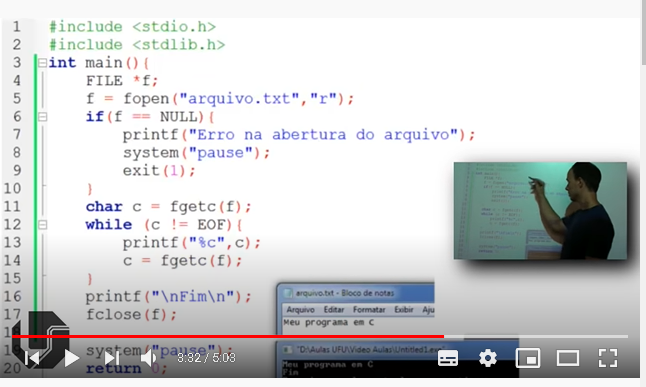 1 #include <stdio.h>
2 #include <stdlib.h>
3 int main(){
4 FILE *f;
5 f = fopen("arquivo.txt","r");
6 if(f == NULL){
7 printf("Erro na abertura do arquivo");
8 system("pause");
9 exit(1);
10 }
11 char c = fgetc(f);
12 while (c != EOF){
13 printf("%c",c);
14 c = fgetc(f);
15 }
16 printf("\nFim\n");
17 fclose(f);
18
19 system("pause");
20 return 0;
arquivo.txt - Bloco de notas
Arquivo Editar Formatar Exibir Aju
Meu programa em C
"D:\Aulas UFU\Video Aulas\Untitled1.exe"
Meu programa em C
Fim
3:32 / 5:03